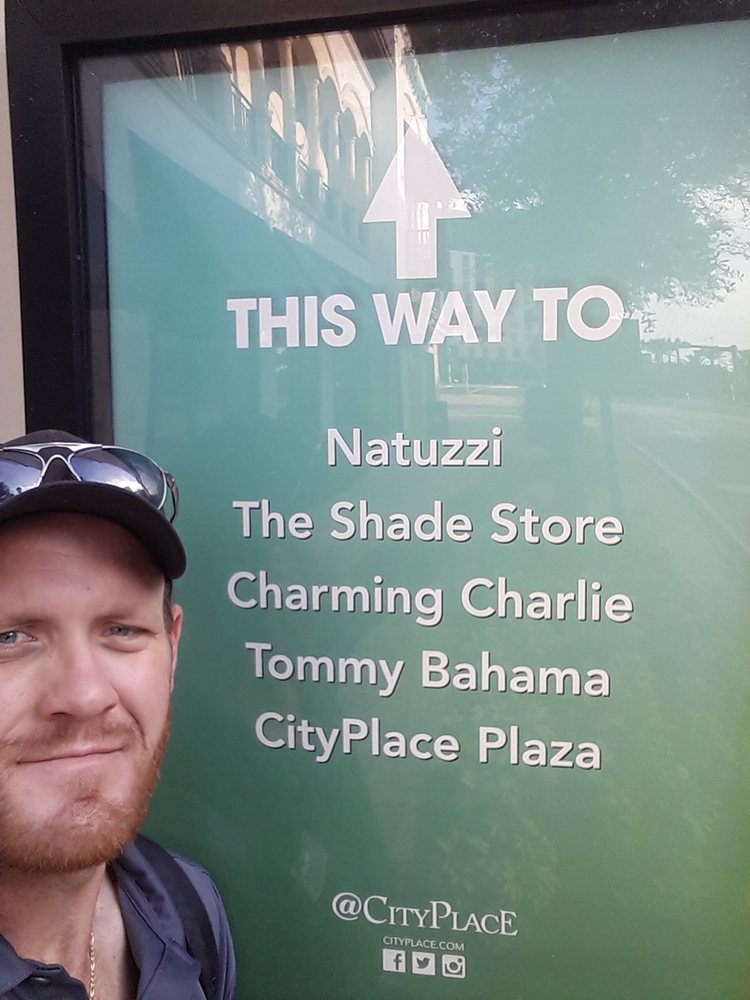 THIS WAY TO
Natuzzi
The Shade Store
Charming Charlie
Tommy Bahama
CityPlace Plaza
@CITYPLACE
CITYPLACE.COM